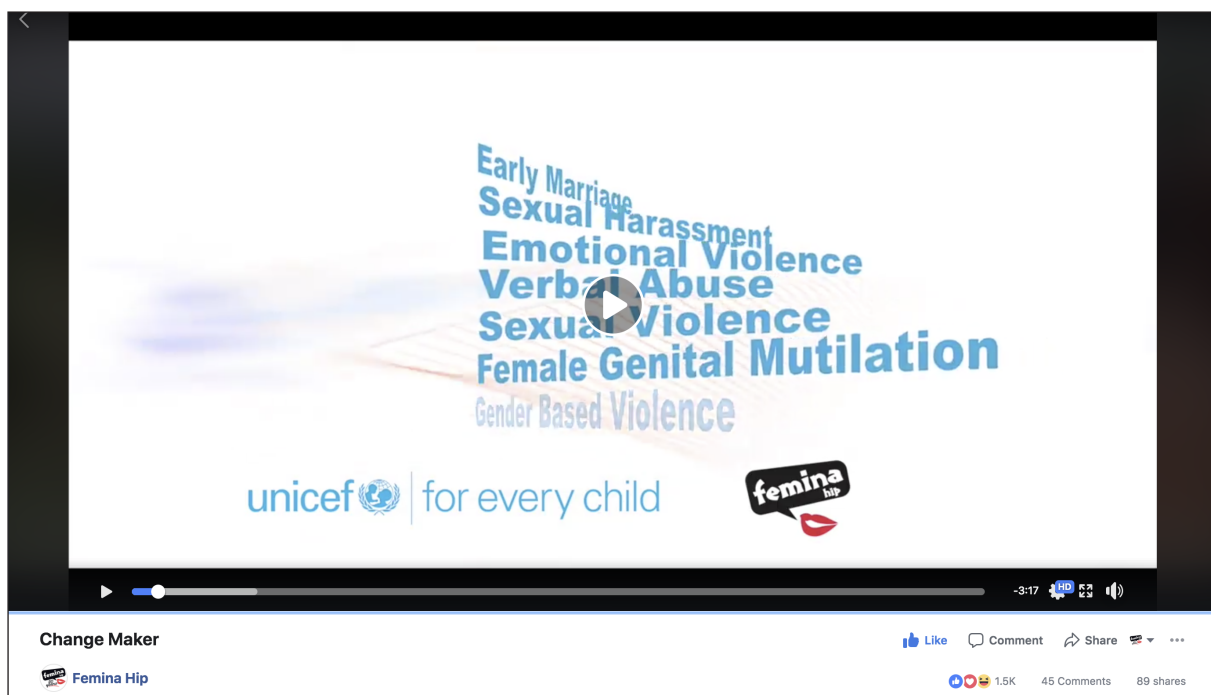 Early Marriage
Sexual Harassment
Emotional Violence
Verbal Abuse
Sexual Violence
Female Genital Mutilation
Gender Based Violence
unicef for every child
femina
hip
-3:17 HD
Change Maker
Like Comment Share
Femina Hip
1.5K 45 Comments 89 shares